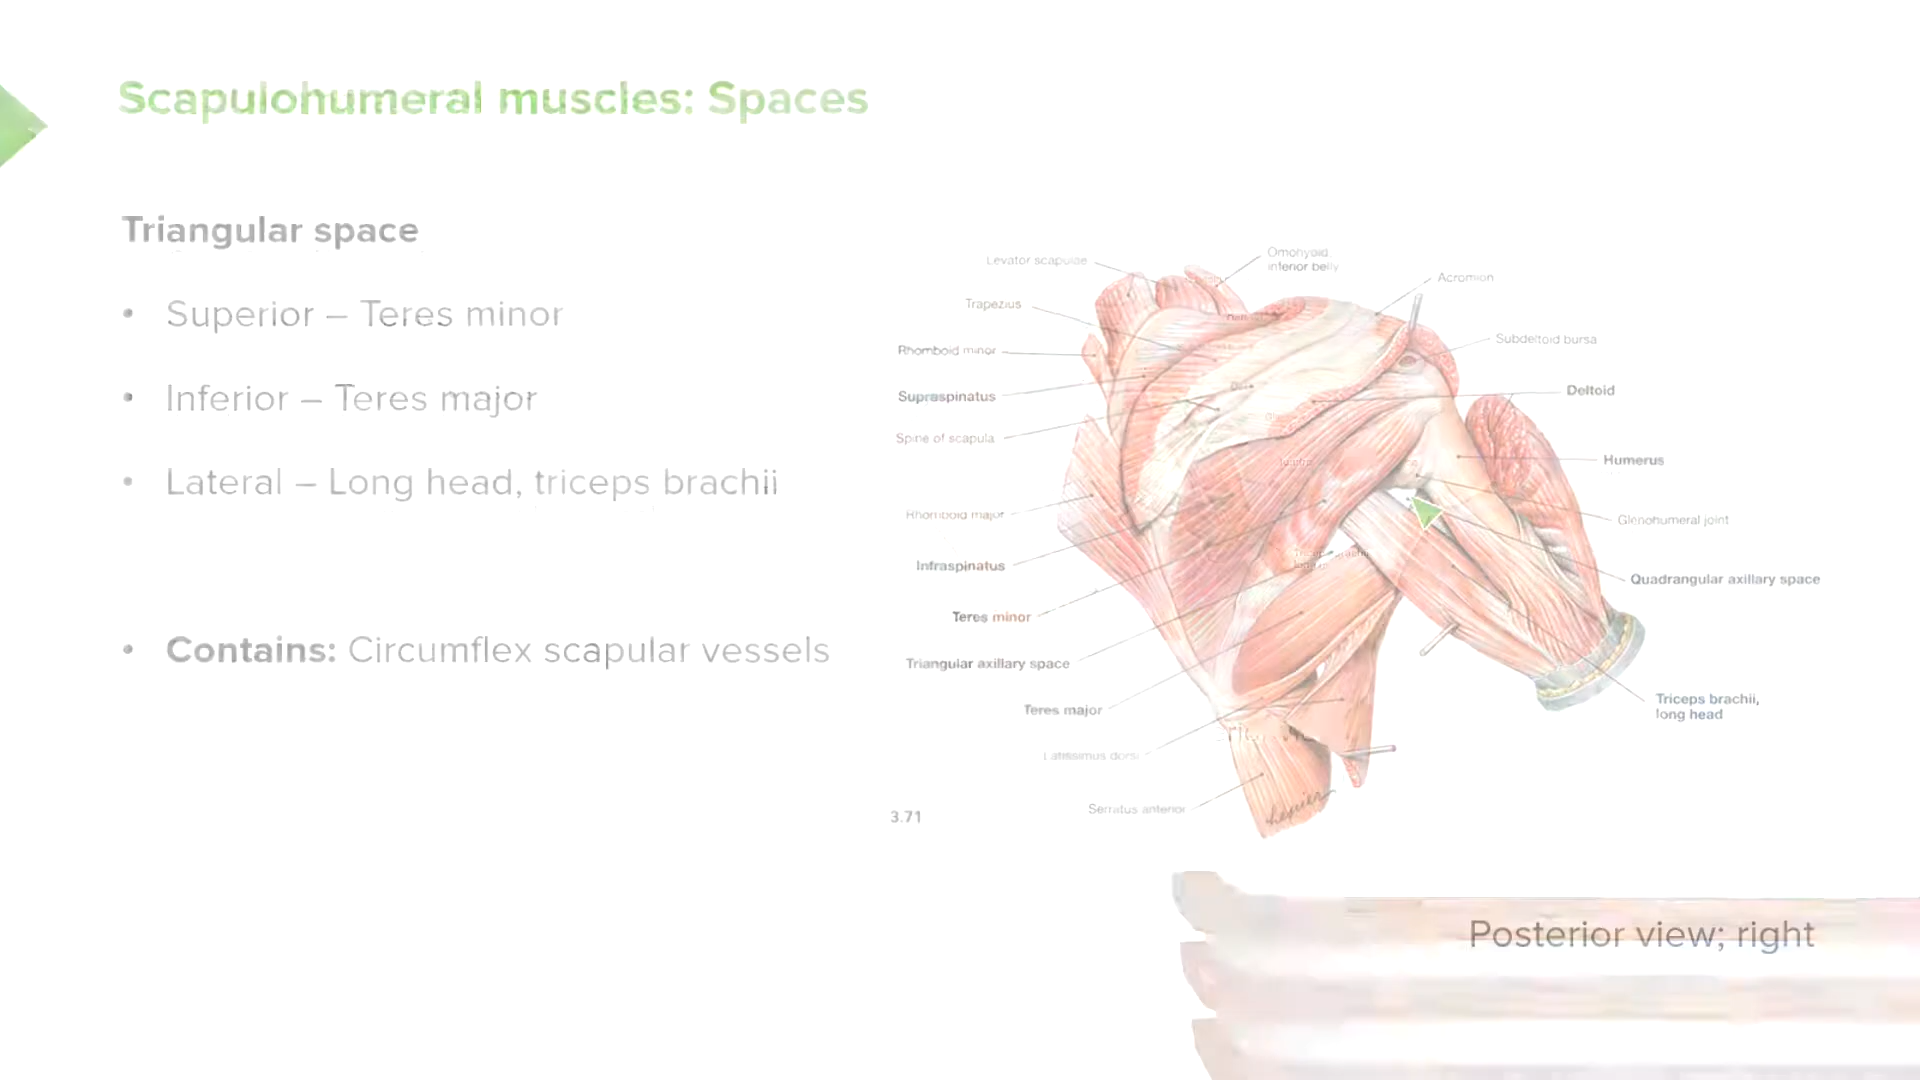 Scapulohumeral muscles: Spaces
Triangular space
• Superior – Teres minor
• Inferior – Teres major
• Lateral – Long head, triceps brachii
• Contains: Circumflex scapular vessels
Levator scapulae
Trapezius
Rhomboid minor
Supraspinatus
Spine of scapula
Rhomboid major
Infraspinatus
Teres minor
Triangular axillary space
Teres major
Latissimus dorsi
Serratus anterior
3.71
Omohyoid,
inferior belly
Acromion
Subdeltoid bursa
Deltoid
Humerus
Glenohumeral joint
Quadrangular axillary space
Triceps brachii,
long head
Posterior view; right